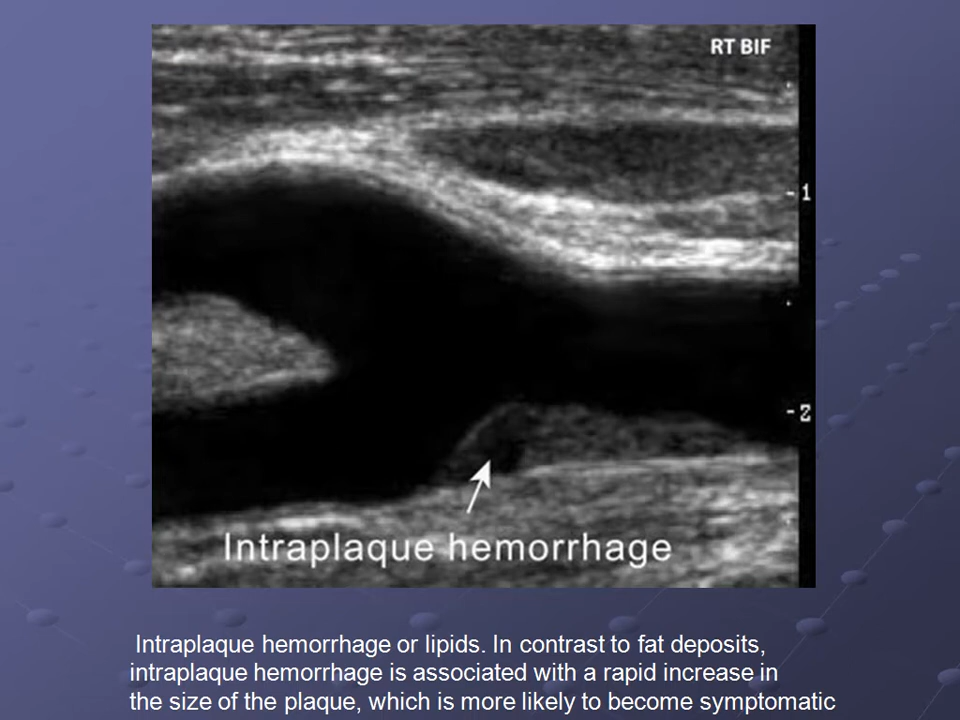 RT BIF
- 1
- 2
Intraplaque hemorrhage
Intraplaque hemorrhage or lipids. In contrast to fat deposits,
intraplaque hemorrhage is associated with a rapid increase in
the size of the plaque, which is more likely to become symptomatic